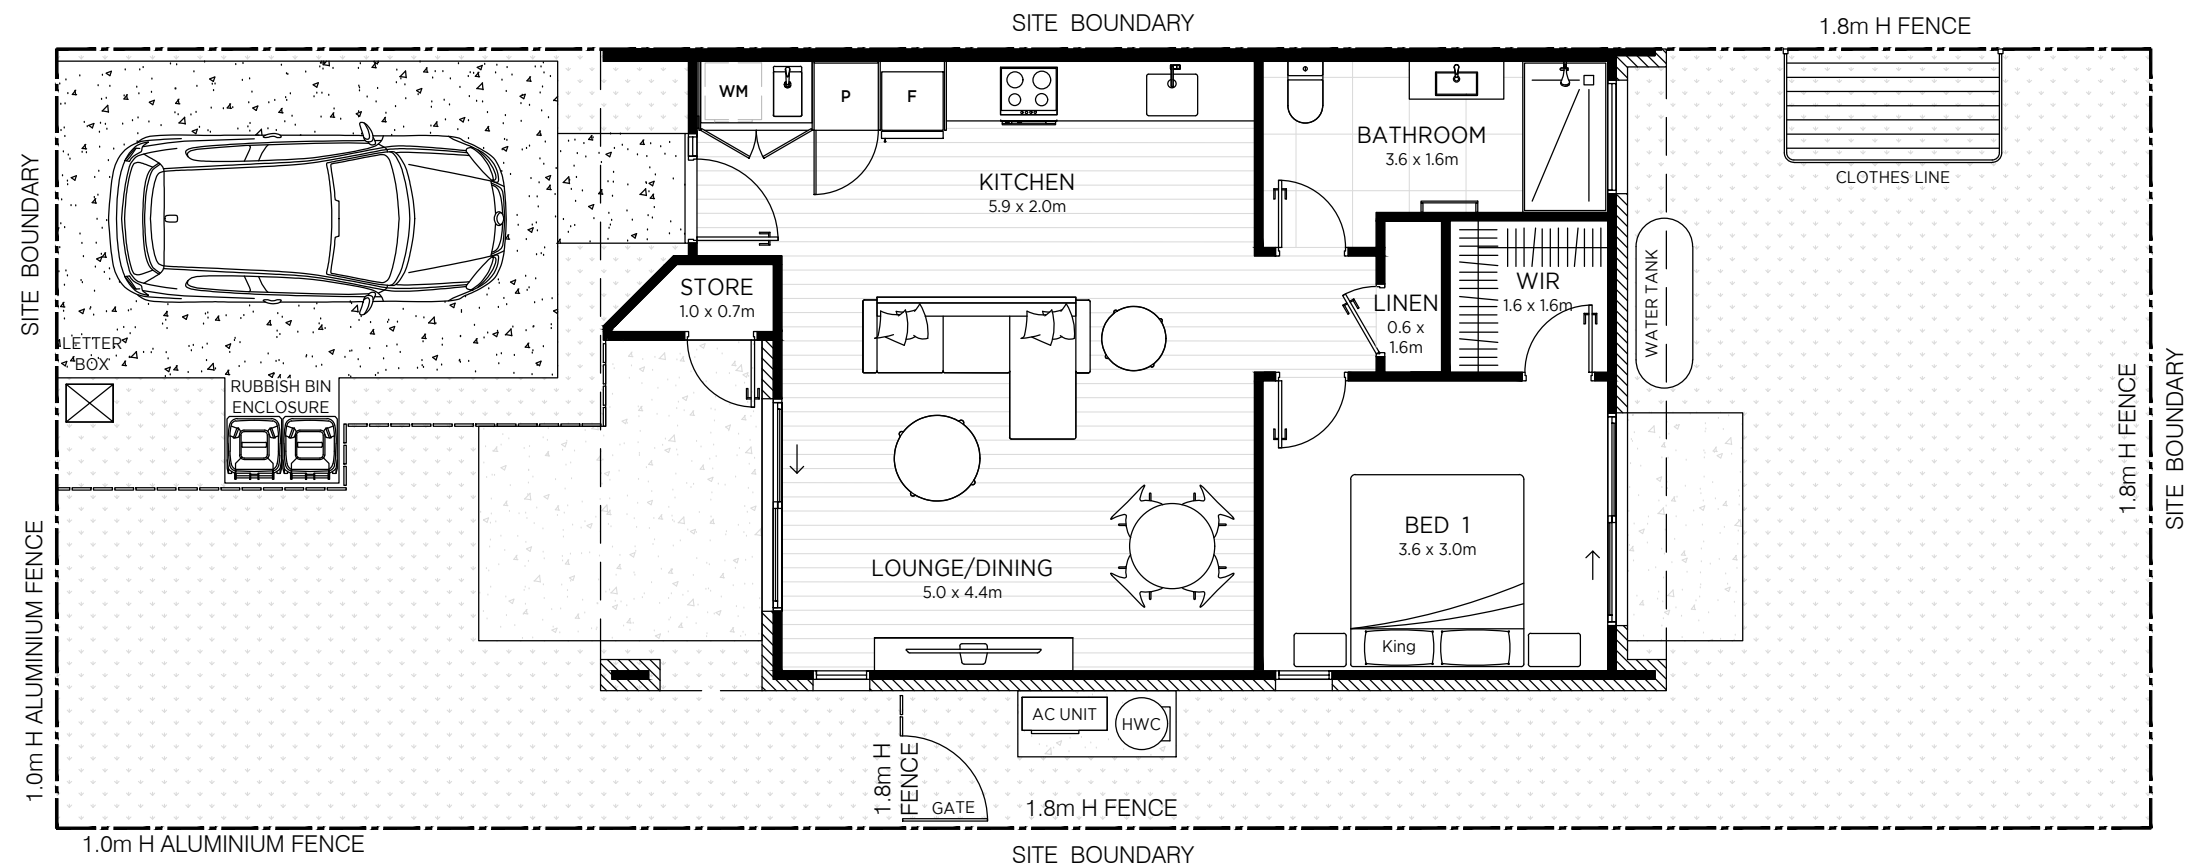 SITE BOUNDARY
1.8m H FENCE
WM
P
F
BATHROOM
3.6 x 1.6m
KITCHEN
5.9 x 2.0m
CLOTHES LINE
SITE BOUNDARY
STORE
1.0 x 0.7m
LINEN
0.6 x
1.6m
WIR
1.6 x 1.6m
WATER TANK
LETTER
BOX
RUBBISH BIN
ENCLOSURE
1.8m H FENCE
SITE BOUNDARY
1.0m H ALUMINIUM FENCE
LOUNGE/DINING
5.0 x 4.4m
BED 1
3.6 x 3.0m
King
AC UNIT
HWC
1.8m H
FENCE
GATE
1.8m H FENCE
1.0m H ALUMINIUM FENCE
SITE BOUNDARY